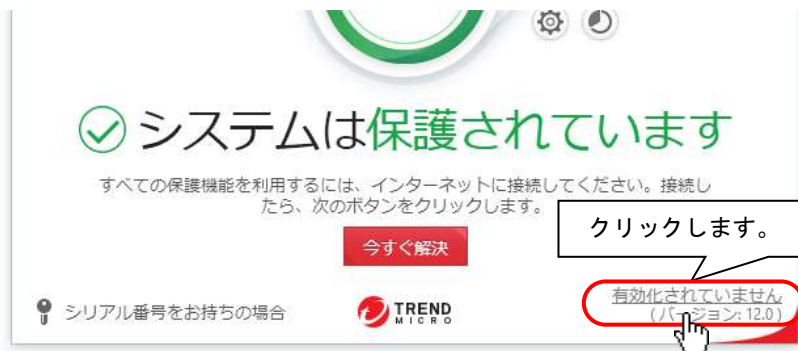 システムは保護されています
すべての保護機能を利用するには、インターネットに接続してください。接続し
たら、次のボタンをクリックします。
クリックします。
今すぐ解決
シリアル番号をお持ちの場合
TREND
MICRO
有効化されていません
(バージョン: 12.0)